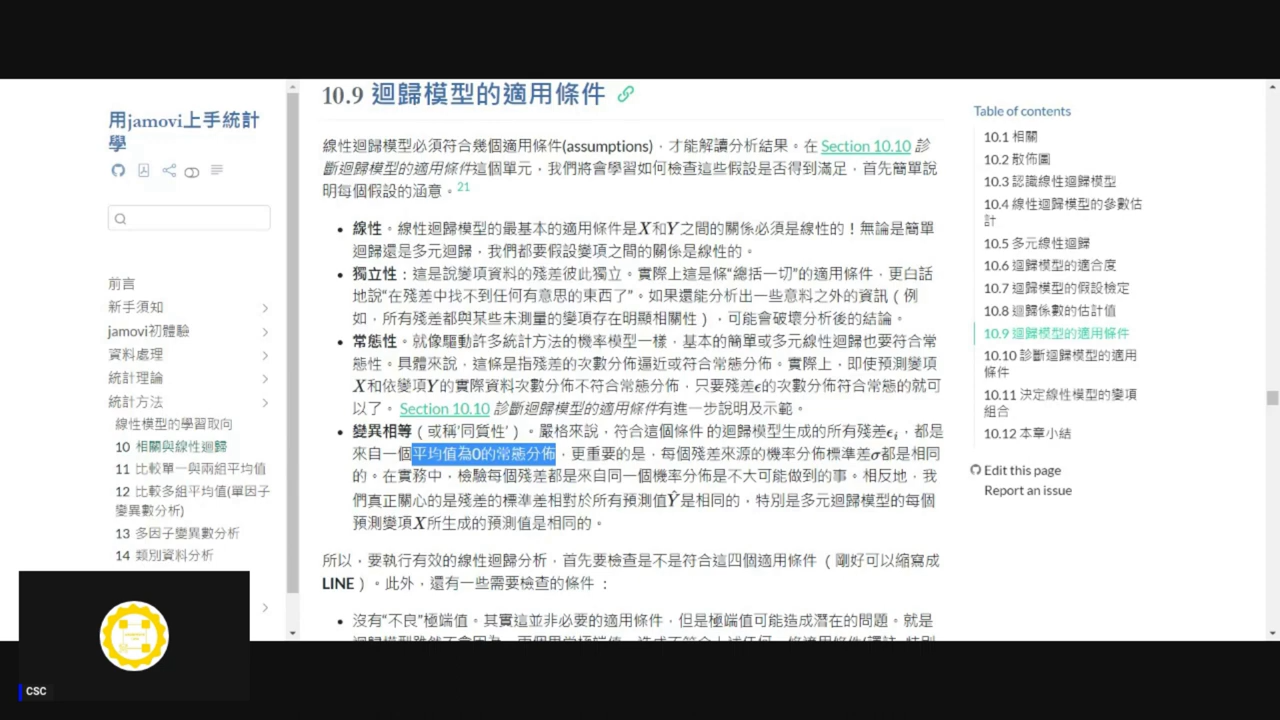 用jamovi上手統計
學
前言
新手須知
jamovi初體驗
資料處理
統計理論
統計方法
線性模型的學習取向
10 相關與線性迴歸
11 比較單一與兩組平均值
12 比較多組平均值(單因子
變異數分析)
13 多因子變異數分析
14 類別資料分析
CSC
10.9 迴歸模型的適用條件
線性迴歸模型必須符合幾個適用條件(assumptions)，才能解讀分析結果。在 Section 10.10 診
斷迴歸模型的適用條件這個單元，我們將會學習如何檢查這些假設是否得到滿足，首先簡單說
明每個假設的涵意。21
• 線性。線性迴歸模型的最基本的適用條件是X和Y之間的關係必須是線性的！無論是簡單
迴歸還是多元迴歸，我們都要假設變項之間的關係是線性的。
• 獨立性：這是說變項資料的殘差彼此獨立。實際上這是條“總括一切”的適用條件，更白話
地說“在殘差中找不到任何有意思的東西了”。如果還能分析出一些意料之外的資訊（例
如，所有殘差都與某些未測量的變項存在明顯相關性），可能會破壞分析後的結論。
• 常態性。就像驅動許多統計方法的機率模型一樣，基本的簡單或多元線性迴歸也要符合常
態性。具體來說，這條是指殘差的次數分佈逼近或符合常態分佈。實際上，即使預測變項
X和依變項Y的實際資料次數分佈不符合常態分佈，只要殘差ϵ的次數分佈符合常態的就可
以了。 Section 10.10 診斷迴歸模型的適用條件有進一步說明及示範。
• 變異相等（或稱‘同質性’）。嚴格來說，符合這個條件 的迴歸模型生成的所有殘差ϵi，都是
來自一個平均值為0的常態分佈，更重要的是，每個殘差來源的機率分佈標準差σ都是相同
的。在實務中，檢驗每個殘差都是來自同一個機率分佈是不大可能做到的事。相反地，我
們真正關心的是殘差的標準差相對於所有預測值Ŷ是相同的，特別是多元迴歸模型的每個
預測變項X所生成的預測值是相同的。
所以，要執行有效的線性迴歸分析，首先要檢查是不是符合這四個適用條件（剛好可以縮寫成
LINE）。此外，還有一些需要檢查的條件：
• 沒有“不良”極端值。其實這並非必要的適用條件，但是極端值可能造成潛在的問題。就是
Table of contents
10.1 相關
10.2 散佈圖
10.3 認識線性迴歸模型
10.4 線性迴歸模型的參數估
計
10.5 多元線性迴歸
10.6 迴歸模型的適合度
10.7 迴歸模型的假設檢定
10.8 迴歸係數的估計值
10.9 迴歸模型的適用條件
10.10 診斷迴歸模型的適用
條件
10.11 決定線性模型的變項
組合
10.12 本章小結
Edit this page
Report an issue